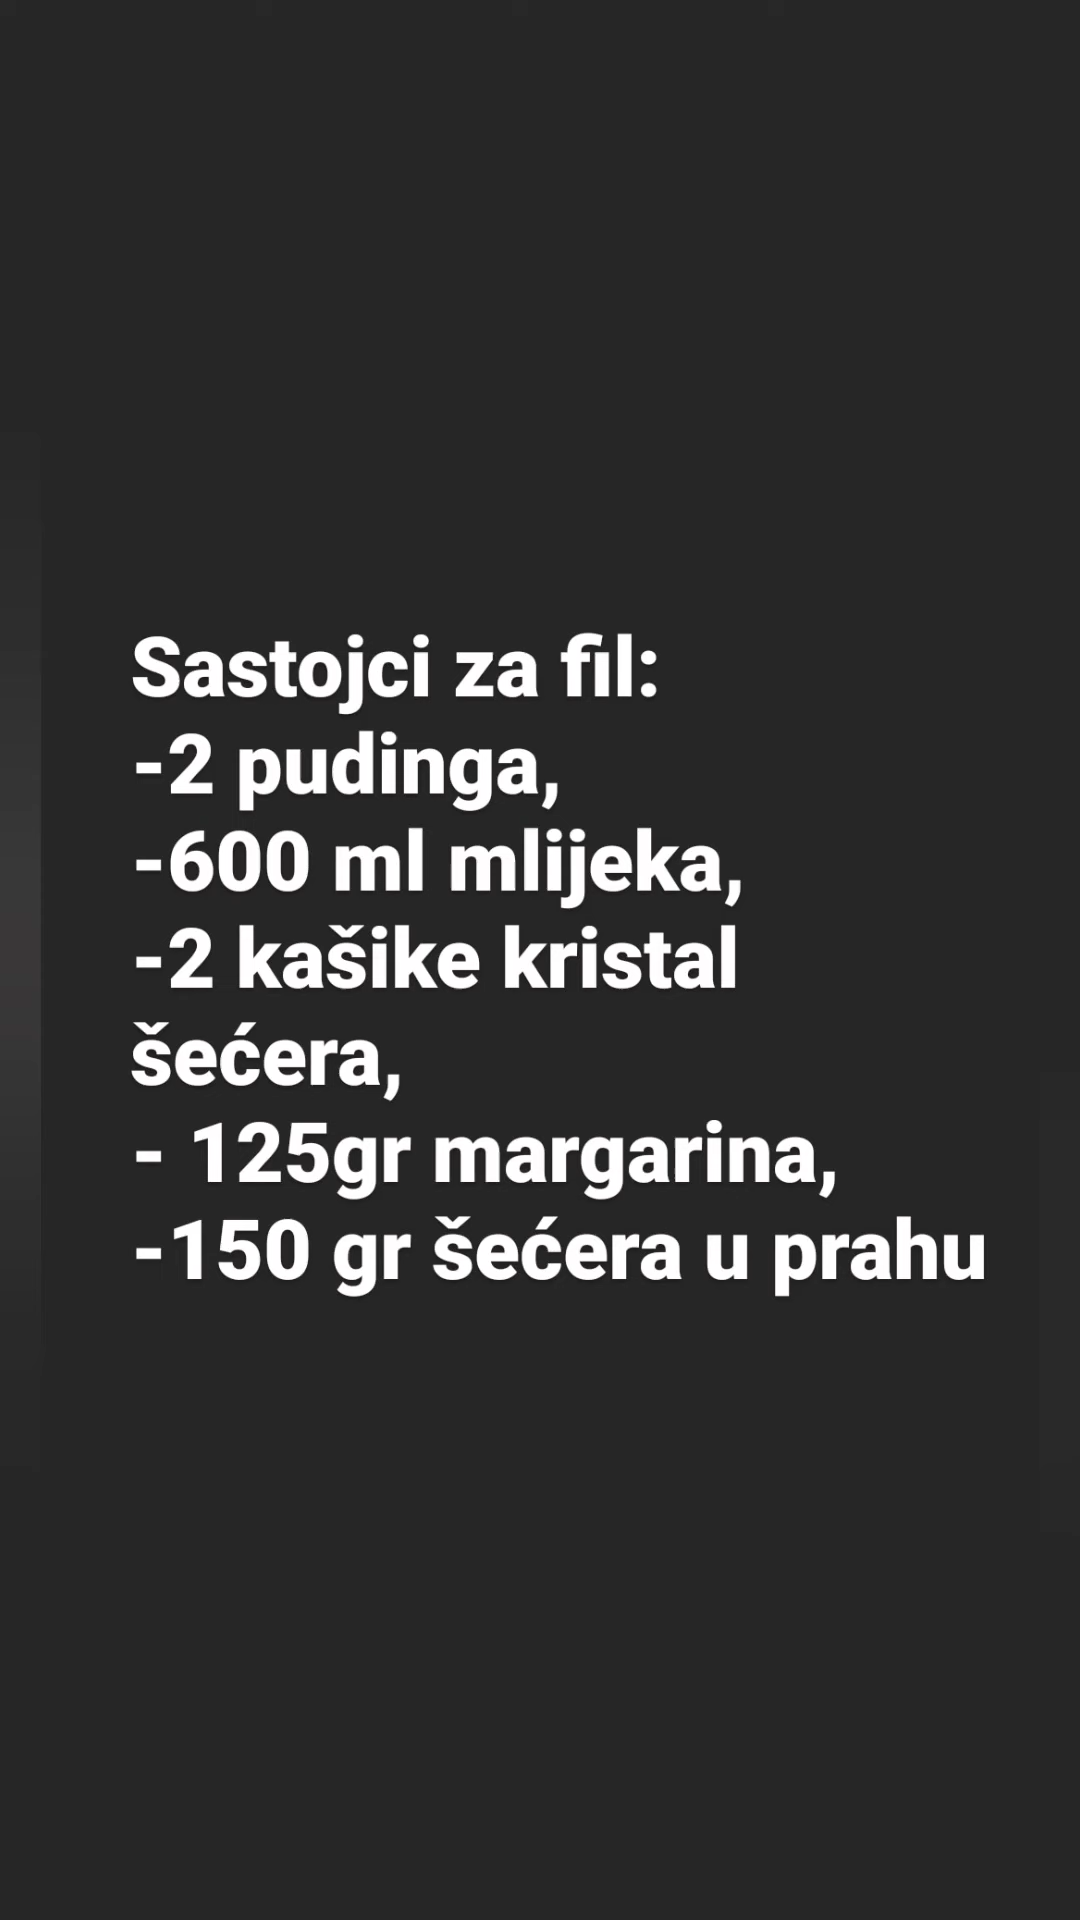 Sastojci za fil:
-2 pudinga,
-600 ml mlijeka,
-2 kašike kristal
šećera,
- 125gr margarina,
-150 gr šećera u prahu